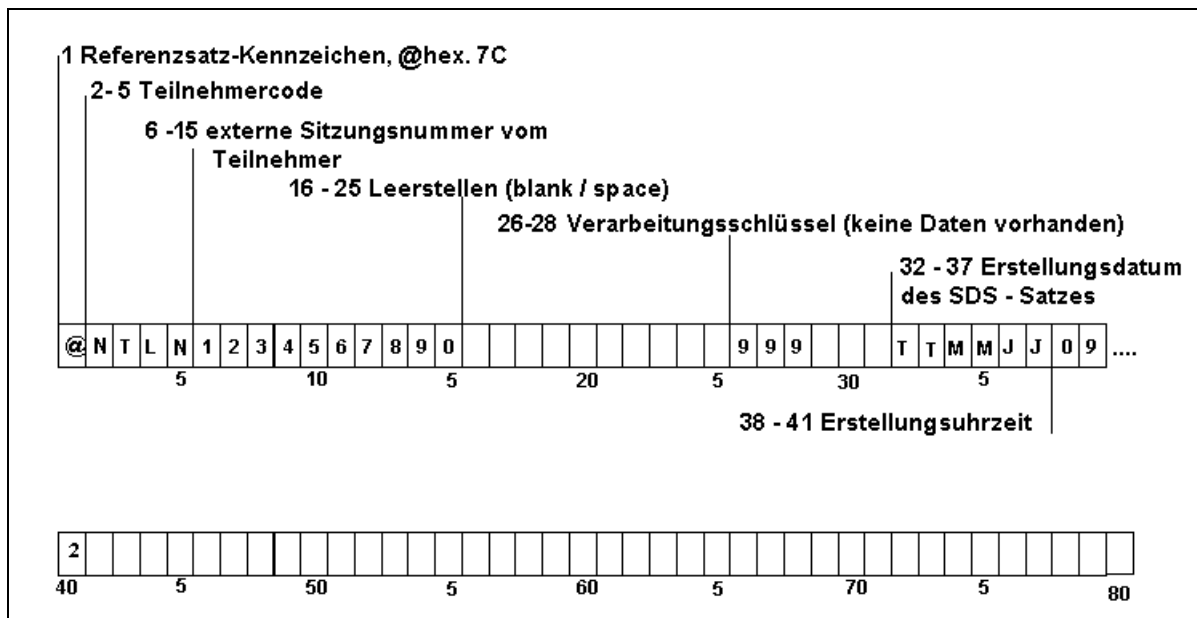 1 Referenzsatz-Kennzeichen, @hex. 7C
2- 5 Teilnehmercode
6 -15 externe Sitzungsnummer vom
Teilnehmer
16 - 25 Leerstellen (blank / space)
26-28 Verarbeitungsschlüssel (keine Daten vorhanden)
32 - 37 Erstellungsdatum
des SDS - Satzes
@ N T L N 1 2 3 4 5 6 7 8 9 0 9 9 9 T T M M J J 0 9 ....
5 10 5 20 5 30 5
38 - 41 Erstellungsuhrzeit
2
40 5 50 5 60 5 70 5 80